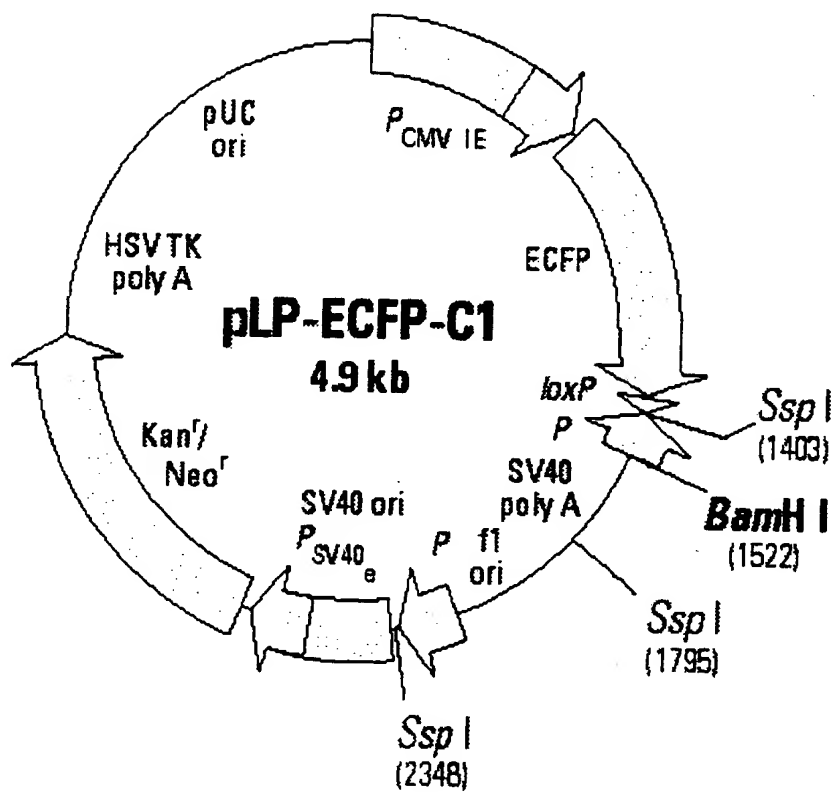 pUC
ori
P CMV IE
HSV TK
poly A
ECFP
pLP-ECFP-C1
4.9 kb
loxP
P
Ssp I
(1403)
Kanʳ/
Neoʳ
SV40
poly A
BamH I
(1522)
SV40 ori
P SV40 e
P
f1
ori
Ssp I
(1795)
Ssp I
(2348)